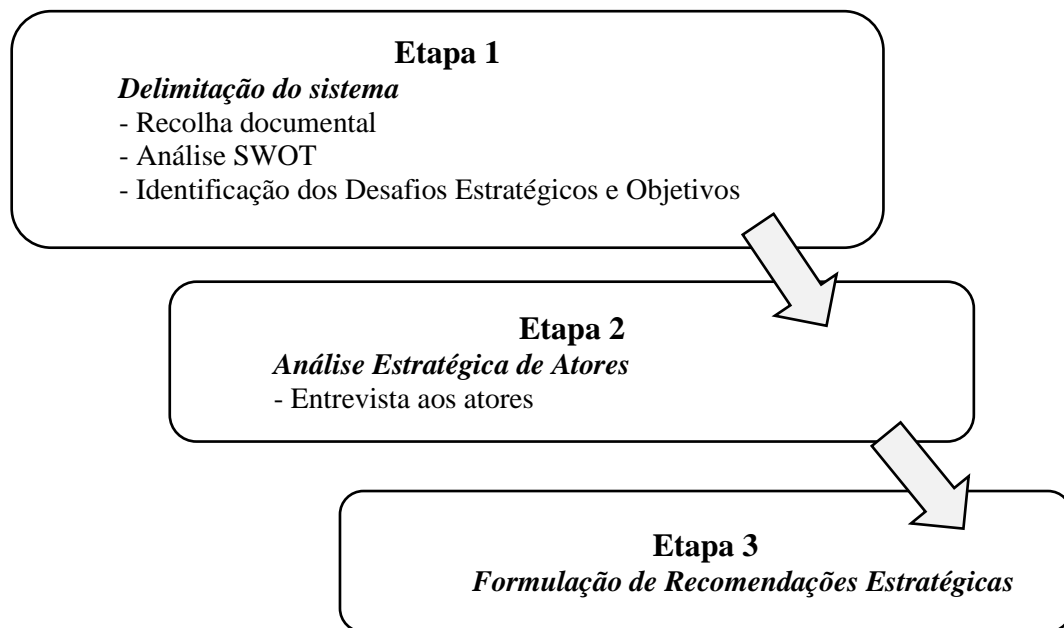 Etapa 1
Delimitação do sistema
- Recolha documental
- Análise SWOT
- Identificação dos Desafios Estratégicos e Objetivos
Etapa 2
Análise Estratégica de Atores
- Entrevista aos atores
Etapa 3
Formulação de Recomendações Estratégicas